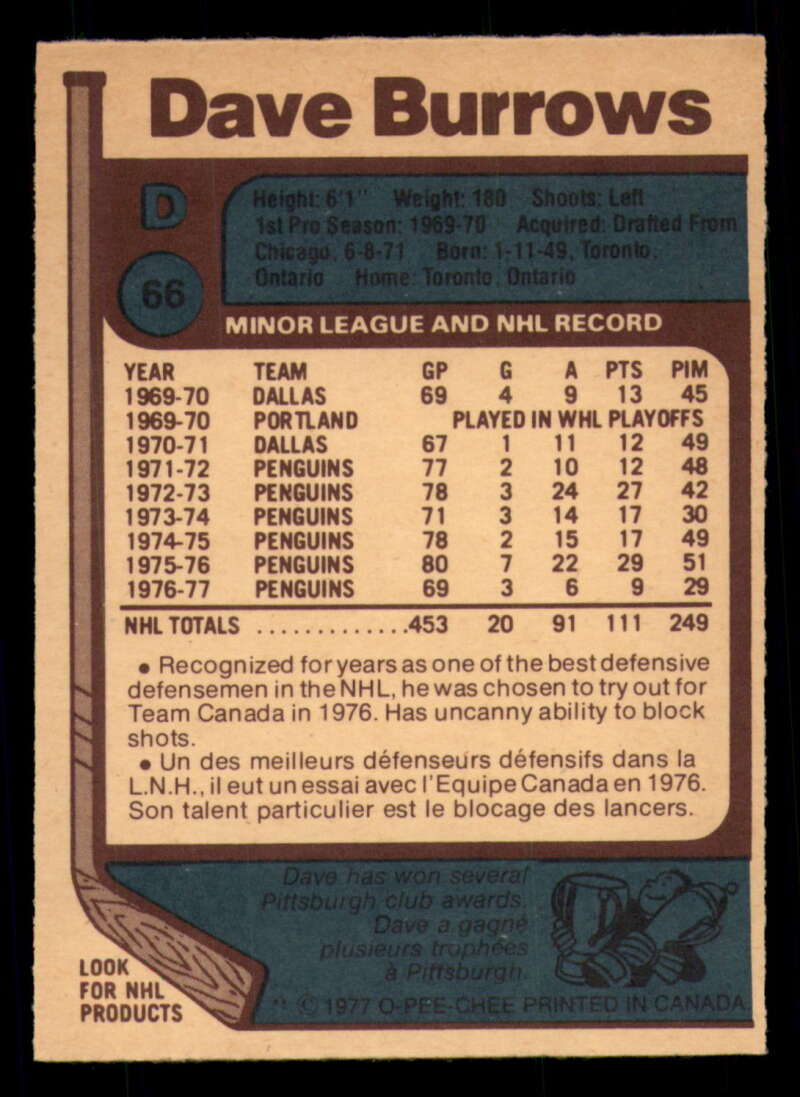 Dave Burrows
D
66
Height: 6'1" Weight: 180 Shoots: Left
1st Pro Season: 1969-70 Acquired: Drafted From
Chicago, 6-8-71 Born: 1-11-49, Toronto,
Ontario Home: Toronto, Ontario
MINOR LEAGUE AND NHL RECORD
YEAR TEAM GP G A PTS PIM
1969-70 DALLAS 69 4 9 13 45
1969-70 PORTLAND PLAYED IN WHL PLAYOFFS
1970-71 DALLAS 67 1 11 12 49
1971-72 PENGUINS 77 2 10 12 48
1972-73 PENGUINS 78 3 24 27 42
1973-74 PENGUINS 71 3 14 17 30
1974-75 PENGUINS 78 2 15 17 49
1975-76 PENGUINS 80 7 22 29 51
1976-77 PENGUINS 69 3 6 9 29
NHL TOTALS .............453 20 91 111 249
• Recognized for years as one of the best defensive
defensemen in the NHL, he was chosen to try out for
Team Canada in 1976. Has uncanny ability to block
shots.
• Un des meilleurs défenseurs défensifs dans la
L.N.H., il eut un essai avec l'Equipe Canada en 1976.
Son talent particulier est le blocage des lancers.
Dave has won several
Pittsburgh club awards.
Dave a gagné
plusieurs trophées
à Pittsburgh.
LOOK
FOR NHL
PRODUCTS
** © 1977 O-PEE-CHEE PRINTED IN CANADA